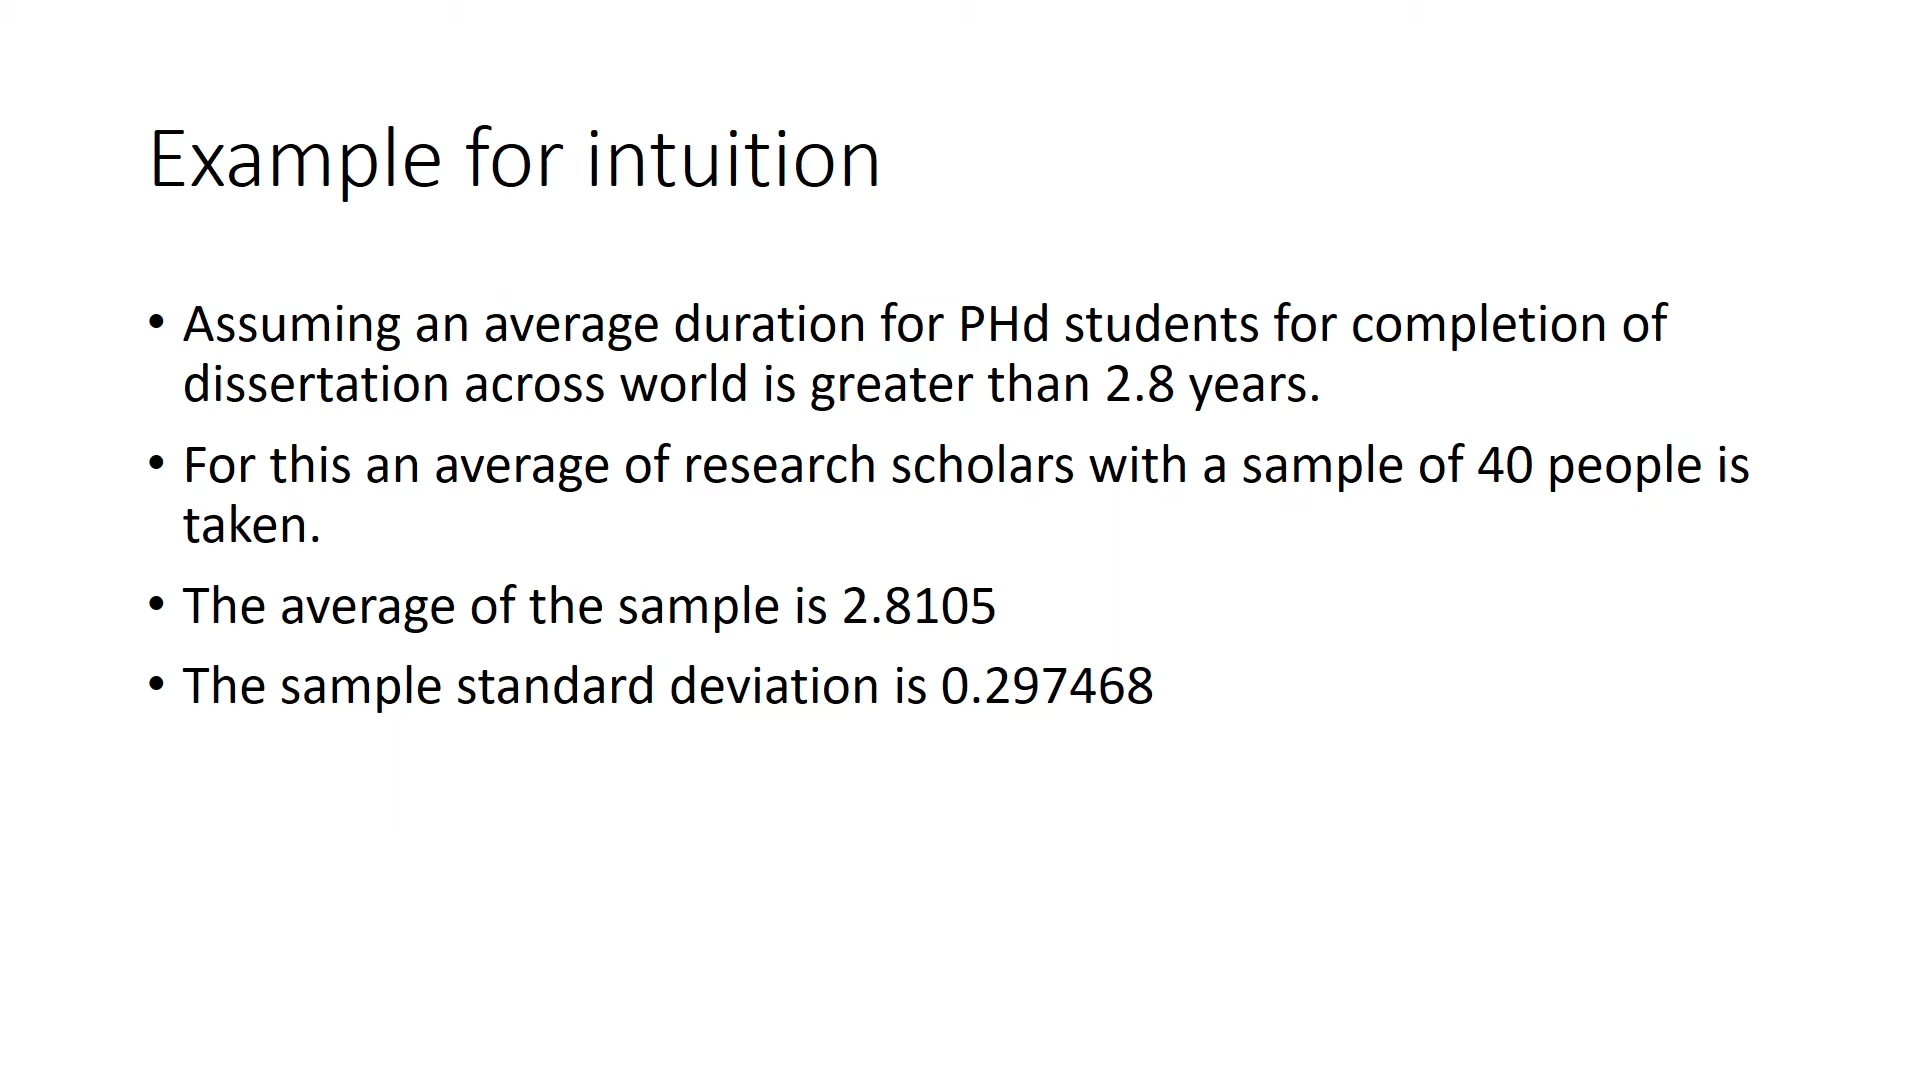 Example for intuition
• Assuming an average duration for PHd students for completion of
dissertation across world is greater than 2.8 years.
• For this an average of research scholars with a sample of 40 people is
taken.
• The average of the sample is 2.8105
• The sample standard deviation is 0.297468